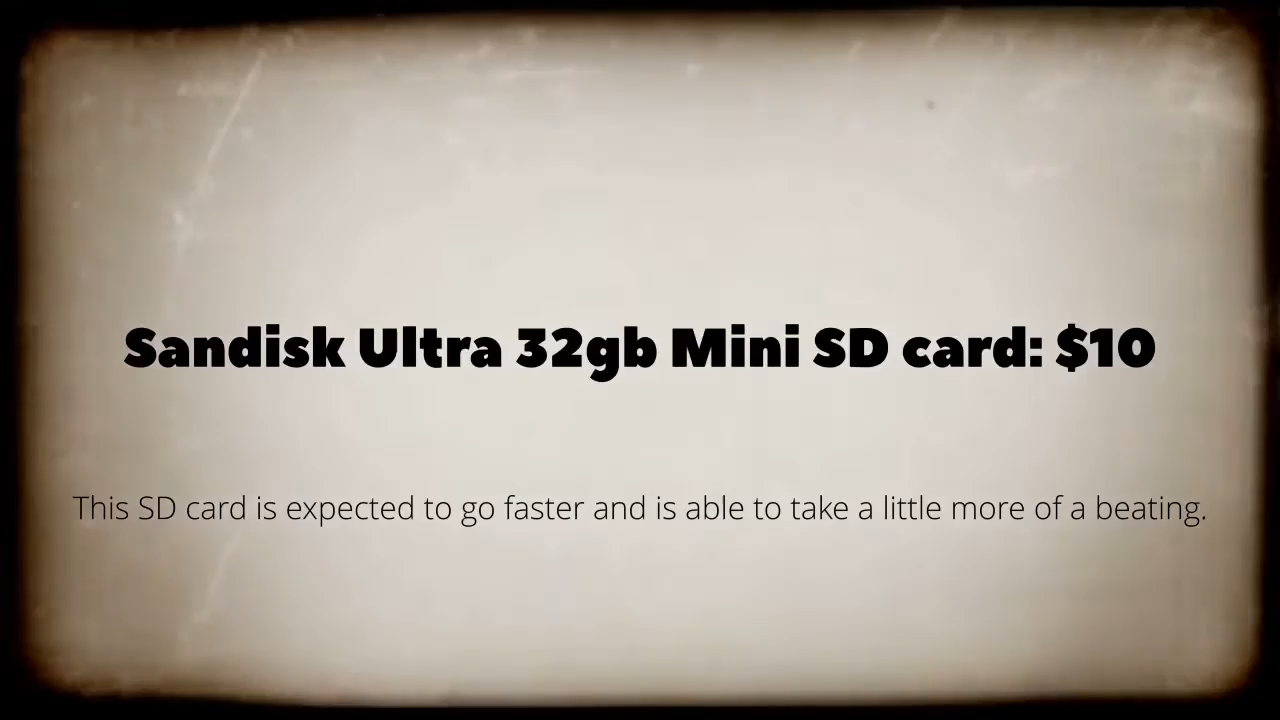 Sandisk Ultra 32gb Mini SD card: $10
This SD card is expected to go faster and is able to take a little more of a beating.